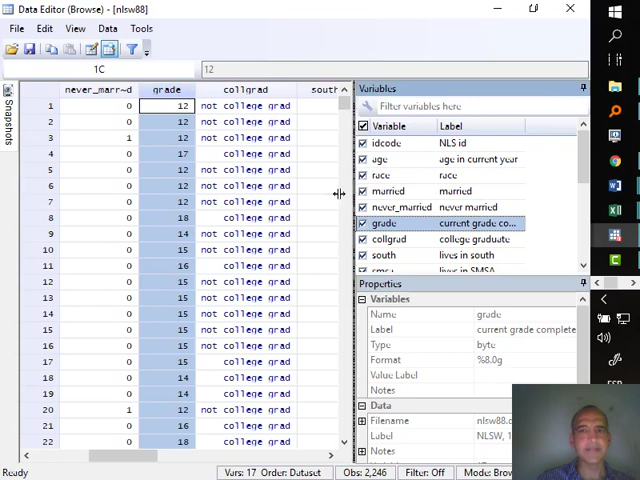 Data Editor (Browse) - [nlsw88]
File Edit View Data Tools
1C 12
Snapshots
never_marr~d grade collgrad south
1 0 12 not college grad
2 0 12 not college grad
3 1 12 not college grad
4 0 17 college grad
5 0 12 not college grad
6 0 12 not college grad
7 0 12 not college grad
8 0 18 college grad
9 0 14 not college grad
10 0 15 not college grad
11 0 16 college grad
12 0 15 not college grad
13 0 15 not college grad
14 0 15 not college grad
15 0 15 not college grad
16 0 15 not college grad
17 0 15 college grad
18 0 14 college grad
19 0 14 college grad
20 1 12 not college grad
21 0 16 college grad
22 0 18 college grad
Variables
Filter variables here
Variable Label
idcode NLS id
age age in current year
race race
married married
never_married never married
grade current grade co...
collgrad college graduate
south lives in south
smsa lives in SMSA
Properties
Variables
Name grade
Label current grade complete
Type byte
Format %8.0g
Value Label
Notes
Data
Filename nlsw88.d
Label NLSW, 1
Notes
Ready Vars: 17 Order: Dataset Obs: 2,246 Filter: Off Mode: Brow
ESP